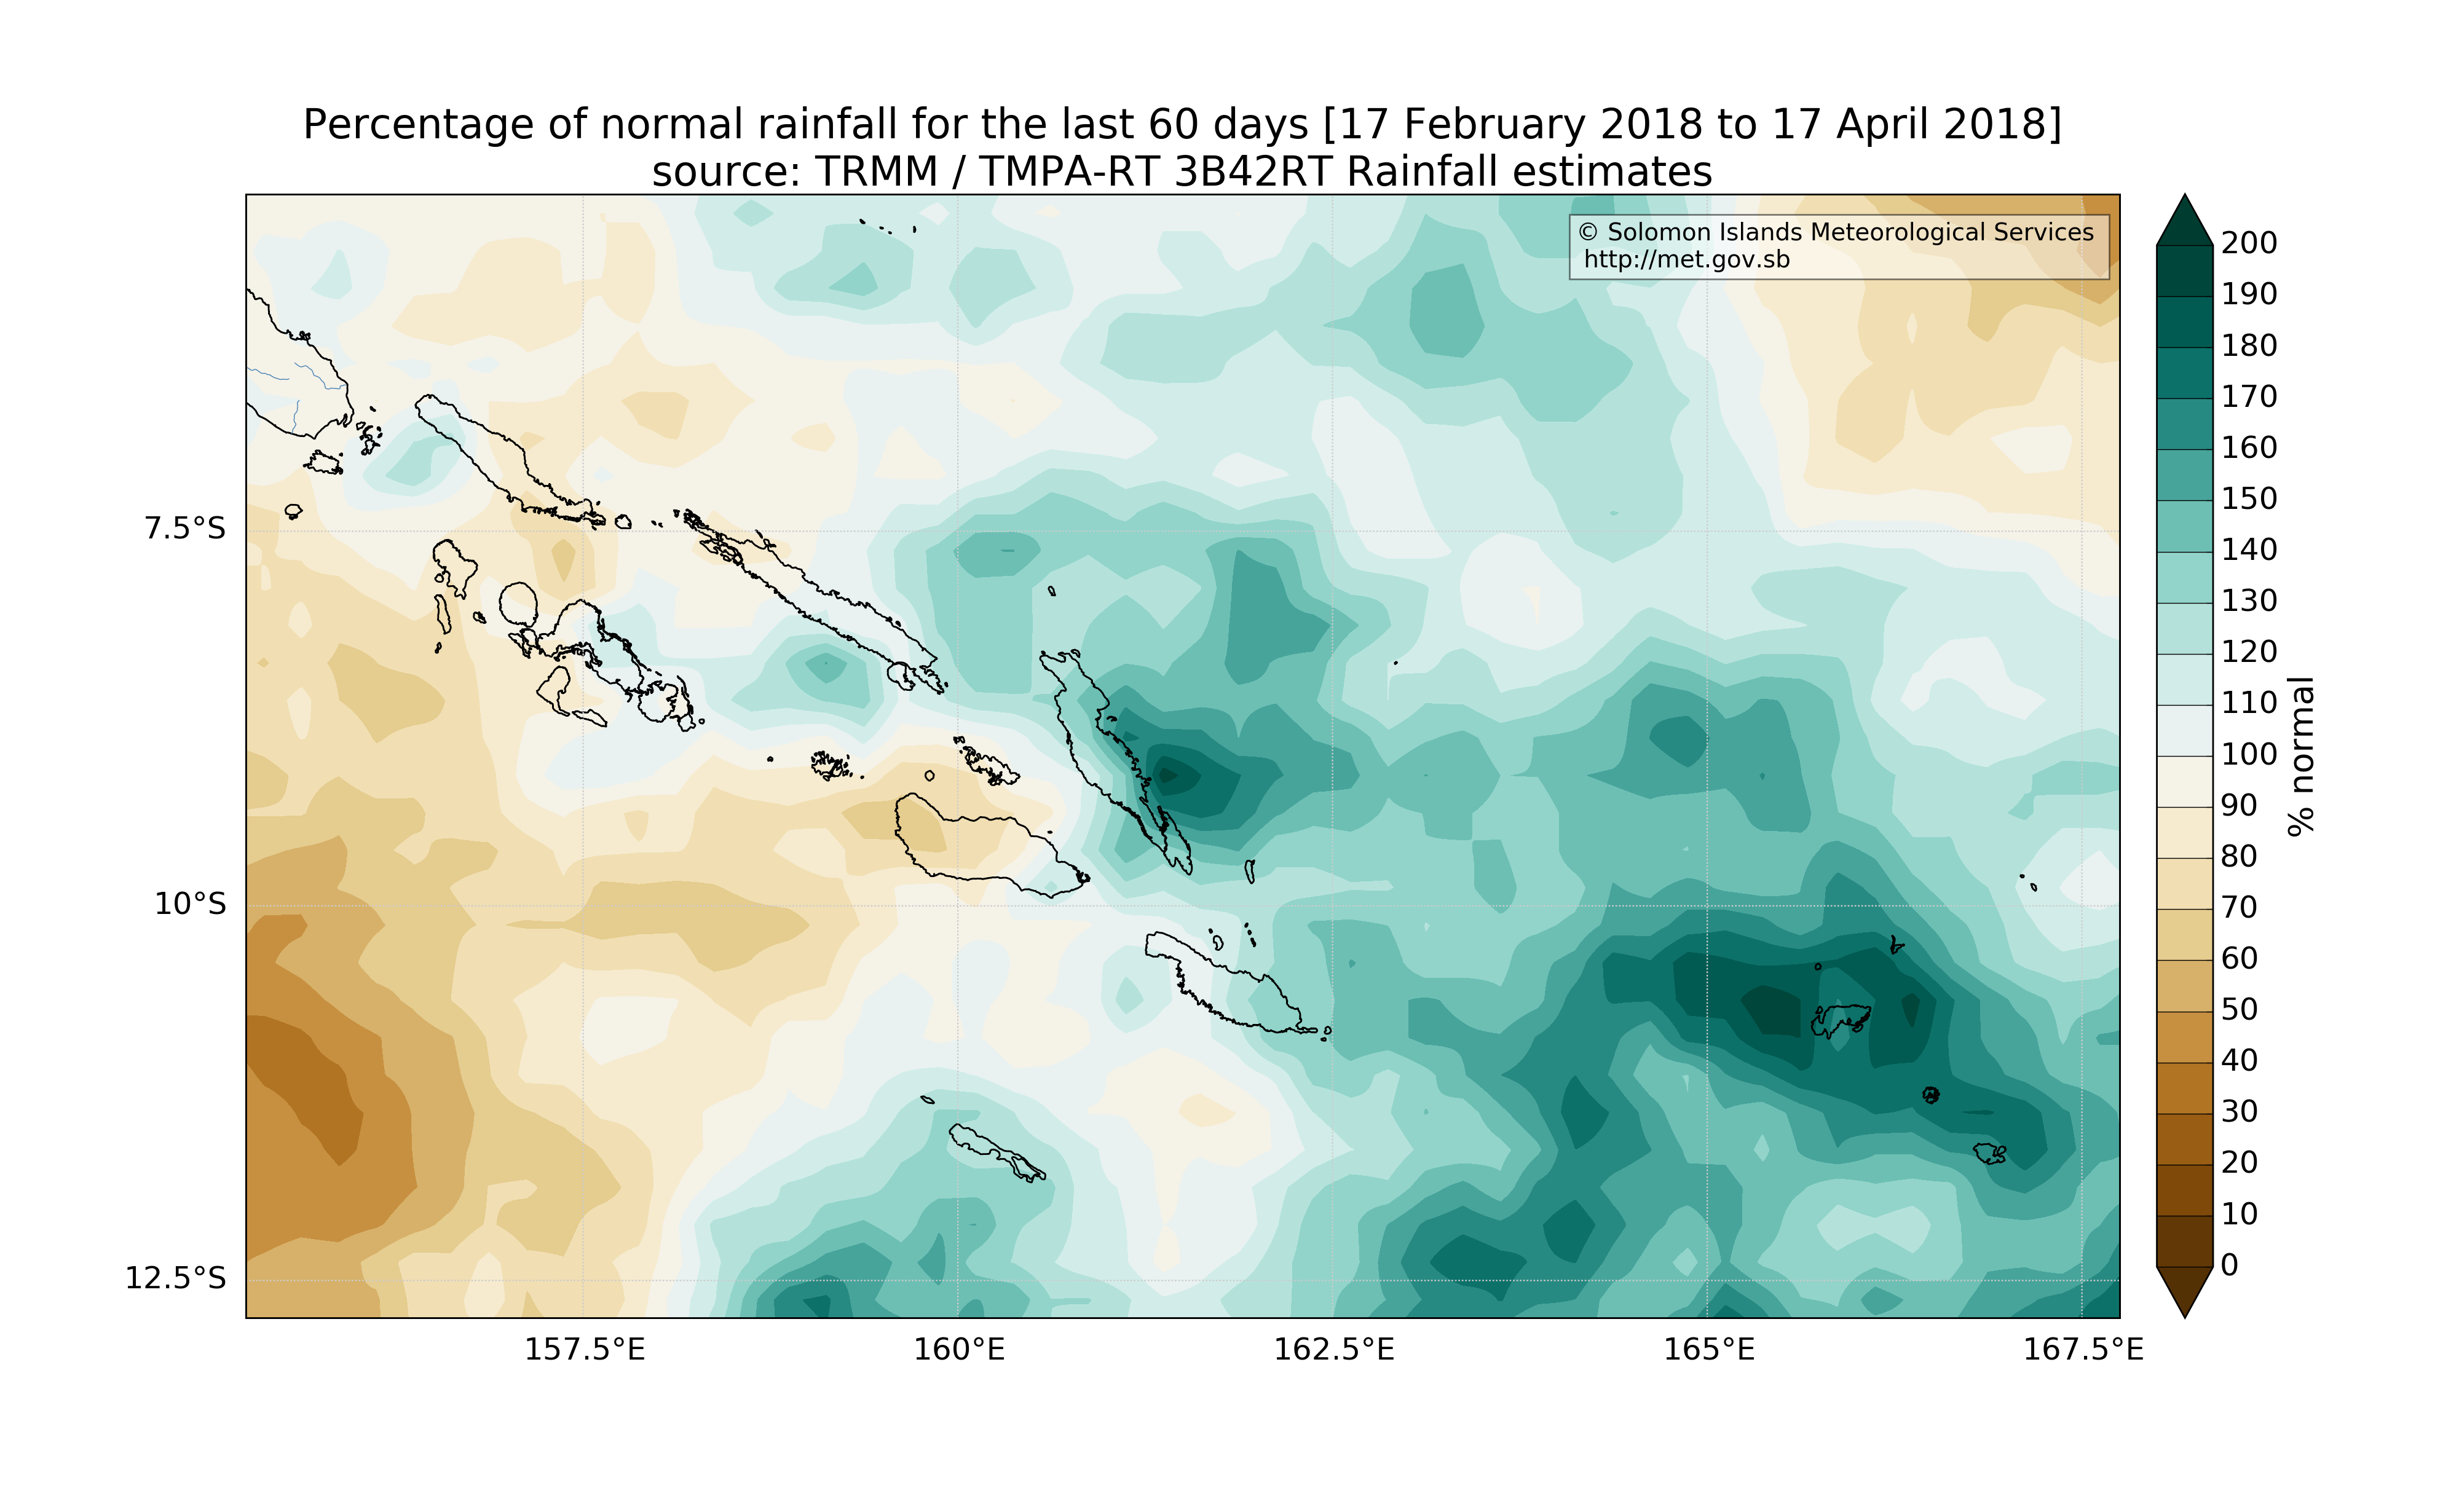 Percentage of normal rainfall for the last 60 days [17 February 2018 to 17 April 2018]
source: TRMM / TMPA-RT 3B42RT Rainfall estimates
© Solomon Islands Meteorological Services
http://met.gov.sb
7.5°S
10°S
12.5°S
157.5°E
160°E
162.5°E
165°E
167.5°E
200
190
180
170
160
150
140
130
120
110
100
90
80
70
60
50
40
30
20
10
0
% normal